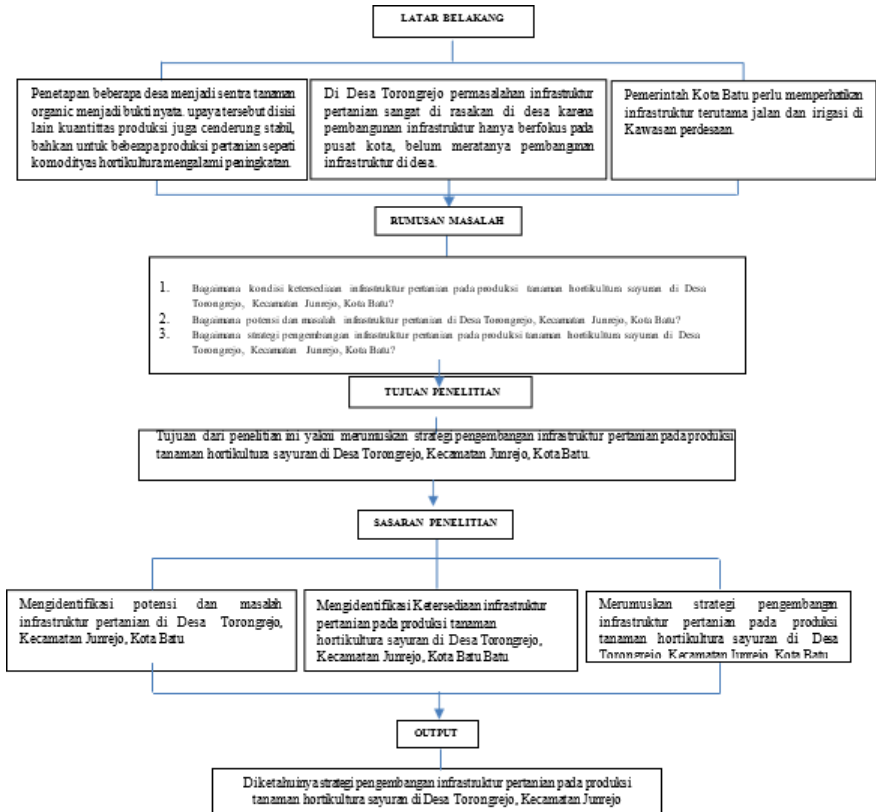 LATAR BELAKANG
Penetapan beberapa desa menjadi sentra tanaman
organic menjadi bukti nyata. upaya tersebut disisi
lain kuantittas produksi juga cenderung stabil,
bahkan untuk beberapa produksi pertanian seperti
komodityas hortikultura mengalami peningkatan.
Di Desa Torongrejo permasalahan infrastruktur
pertanian sangat di rasakan di desa karena
pembangunan infrastruktur hanya berfokus pada
pusat kota, belum meratanya pembangunan
infrastruktur di desa.
Pemerintah Kota Batu perlu memperhatikan
infrastruktur terutama jalan dan irigasi di
Kawasan perdesaan.
RUMUSAN MASALAH
1. Bagaimana kondisi ketersediaan infrastruktur pertanian pada produksi tanaman hortikultura sayuran di Desa
Torongrejo, Kecamatan Junrejo, Kota Batu?
2. Bagaimana potensi dan masalah infrastruktur pertanian di Desa Torongrejo, Kecamatan Junrejo, Kota Batu?
3. Bagaimana strategi pengembangan infrastruktur pertanian pada produksi tanaman hortikultura sayuran di Desa
Torongrejo, Kecamatan Junrejo, Kota Batu?
TUJUAN PENELITIAN
Tujuan dari penelitian ini yakni merumuskan strategi pengembangan infrastruktur pertanian pada produksi
tanaman hortikultura sayuran di Desa Torongrejo, Kecamatan Junrejo, Kota Batu.
SASARAN PENELITIAN
Mengidentifikasi potensi dan masalah
infrastruktur pertanian di Desa Torongrejo,
Kecamatan Junrejo, Kota Batu
Mengidentifikasi Ketersediaan infrastruktur
pertanian pada produksi tanaman
hortikultura sayuran di Desa Torongrejo,
Kecamatan Junrejo, Kota Batu Batu
Merumuskan strategi pengembangan
infrastruktur pertanian pada produksi
tanaman hortikultura sayuran di Desa
Torongrejo, Kecamatan Junrejo, Kota Batu
OUTPUT
Diketahuinya strategi pengembangan infrastruktur pertanian pada produksi
tanaman hortikultura sayuran di Desa Torongrejo, Kecamatan Junrejo